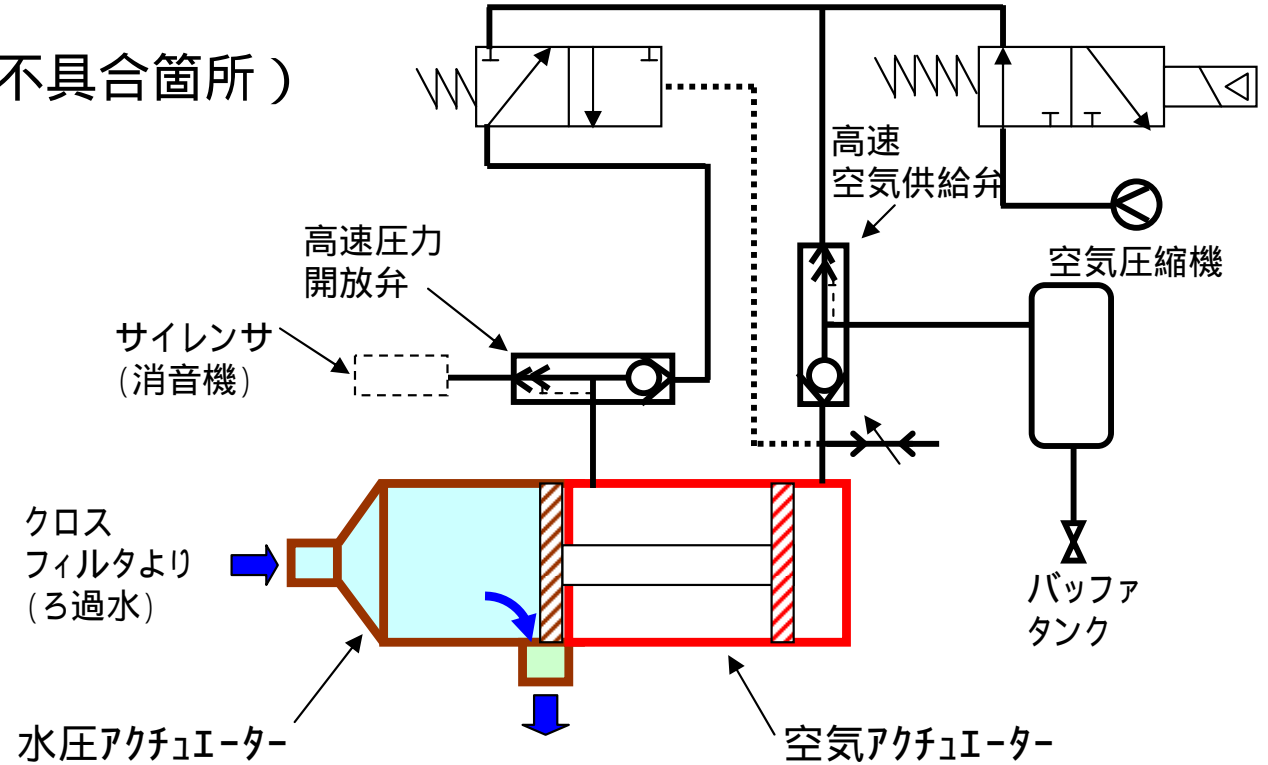 不具合箇所）
高速
空気供給弁
高速圧力
開放弁
空気圧縮機
サイレンサ
(消音機)
クロス
フィルタより
(ろ過水)
バッファ
タンク
水圧アクチュエーター
空気アクチュエーター